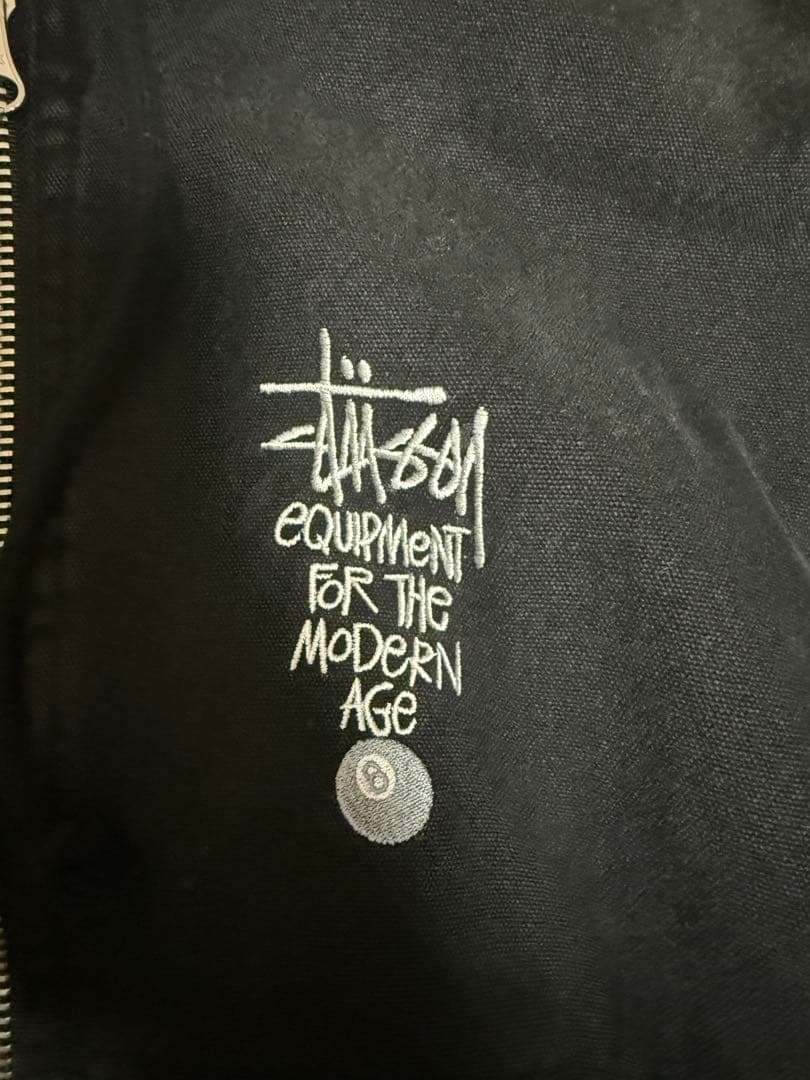 Stüssy
EQUIPMENT
FOR THE
MODERN
AGE
8